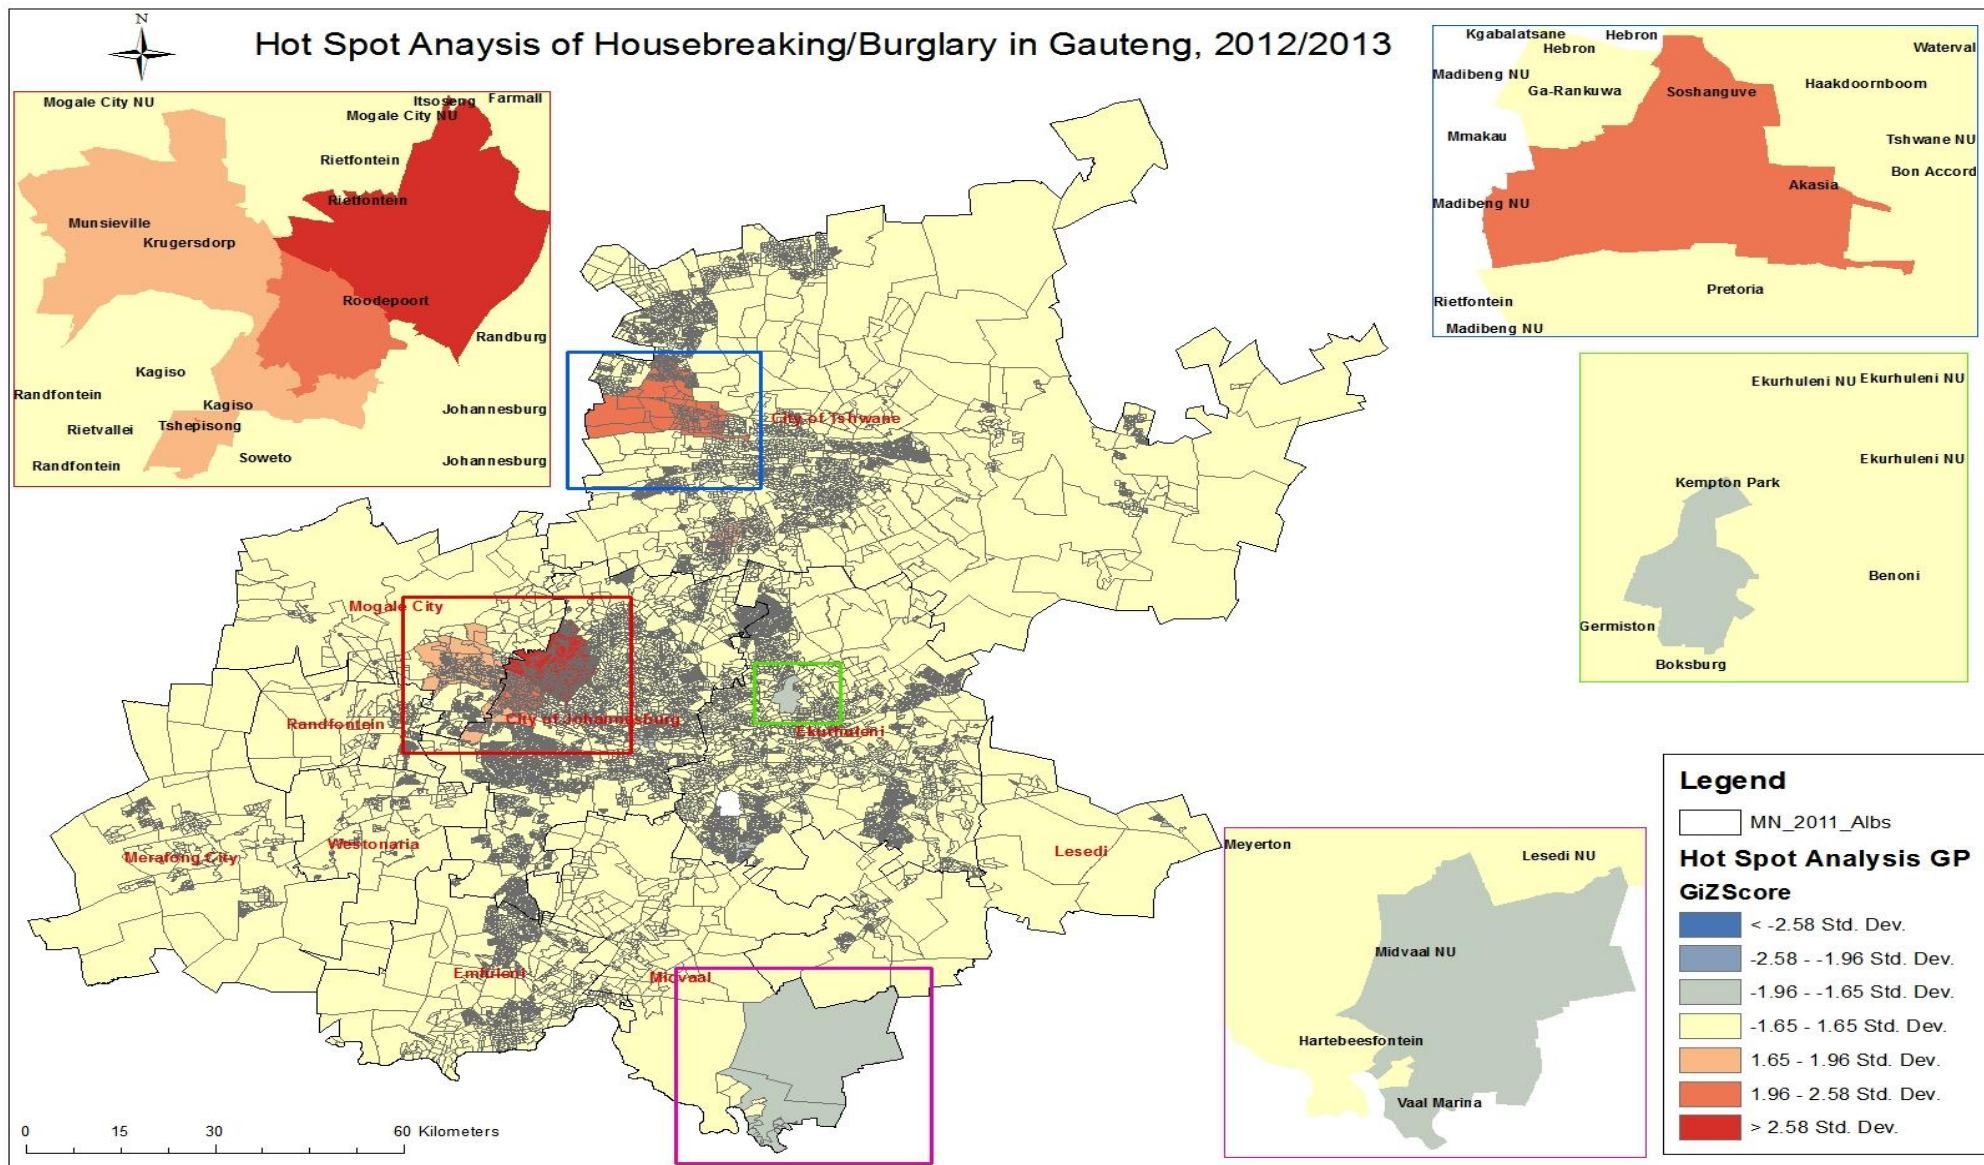 N
Hot Spot Anaysis of Housebreaking/Burglary in Gauteng, 2012/2013
Mogale City NU
Itsoseng
Farmall
Mogale City NU
Rietfontein
Rietfontein
Munsieville
Krugersdorp
Roodepoort
Randburg
Kagiso
Randfontein
Kagiso
Johannesburg
Rietvallei
Tshepisong
Soweto
Randfontein
Johannesburg
Kgabalatsane
Hebron
Hebron
Waterval
Madibeng NU
Ga-Rankuwa
Soshanguve
Haakdoornboom
Mmakau
Tshwane NU
Bon Accord
Akasia
Madibeng NU
Pretoria
Rietfontein
Madibeng NU
Ekurhuleni NU
Ekurhuleni NU
Ekurhuleni NU
Kempton Park
Benoni
Germiston
Boksburg
City of Tshwane
Mogale City
Randfontein
City of Johannesburg
Ekurhuleni
Merafong City
Westonaria
Lesedi
Emfuleni
Midvaal
Meyerton
Lesedi NU
Midvaal NU
Hartebeesfontein
Vaal Marina
Legend
MN_2011_Albs
Hot Spot Analysis GP
GiZScore
< -2.58 Std. Dev.
-2.58 - -1.96 Std. Dev.
-1.96 - -1.65 Std. Dev.
-1.65 - 1.65 Std. Dev.
1.65 - 1.96 Std. Dev.
1.96 - 2.58 Std. Dev.
> 2.58 Std. Dev.
0 15 30 60 Kilometers